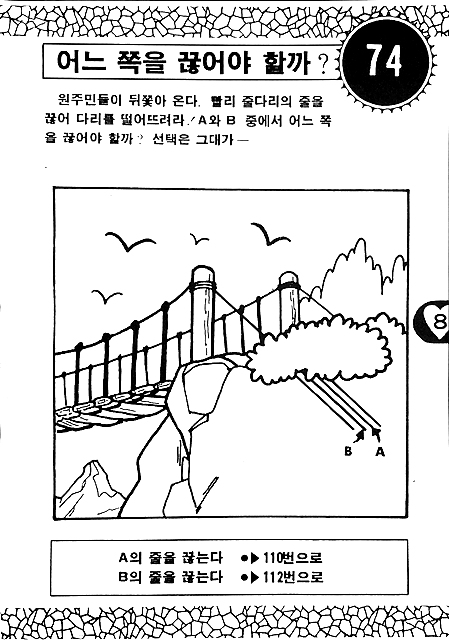 어느 쪽을 끊어야 할까?
74
원주민들이 뒤쫓아 온다. 빨리 줄다리의 줄을
끊어 다리를 떨어뜨려라! A와 B 중에서 어느 쪽
을 끊어야 할까? 선택은 그대가―
8
B A
A의 줄을 끊는다 ●▶110번으로
B의 줄을 끊는다 ●▶112번으로